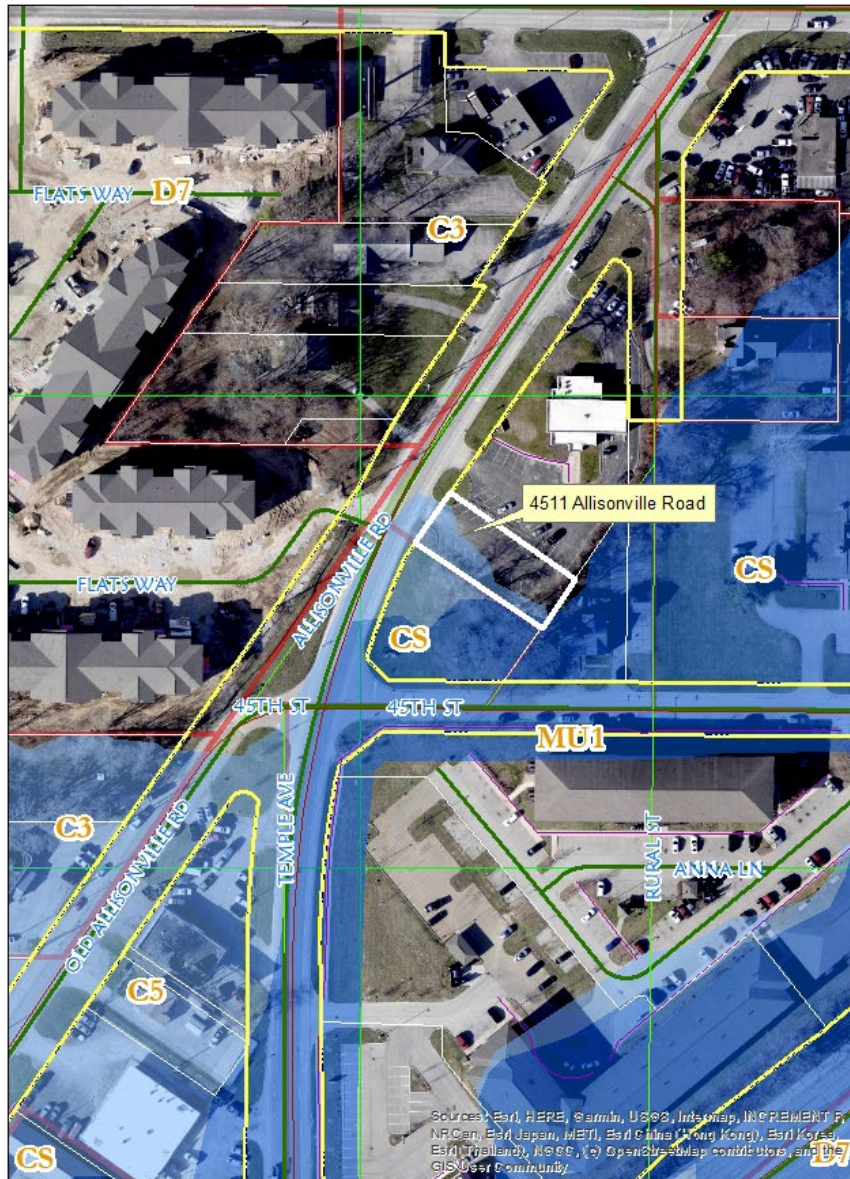 FLATS WAY
D7
C3
4511 Allisonville Road
ALLISONVILLE RD
FLATS WAY
CS
CS
45TH ST
45TH ST
MU1
C3
TEMPLE AVE
RURAL ST
ANNA LN
OLD ALLISONVILLE RD
C5
CS
D7
Sources: Esri, HERE, Garmin, USGS, Intermap, INCREMENT P,
NRCan, Esri Japan, METI, Esri China (Hong Kong), Esri Korea,
Esri (Thailand), NGCC, (c) OpenStreetMap contributors, and the
GIS User Community